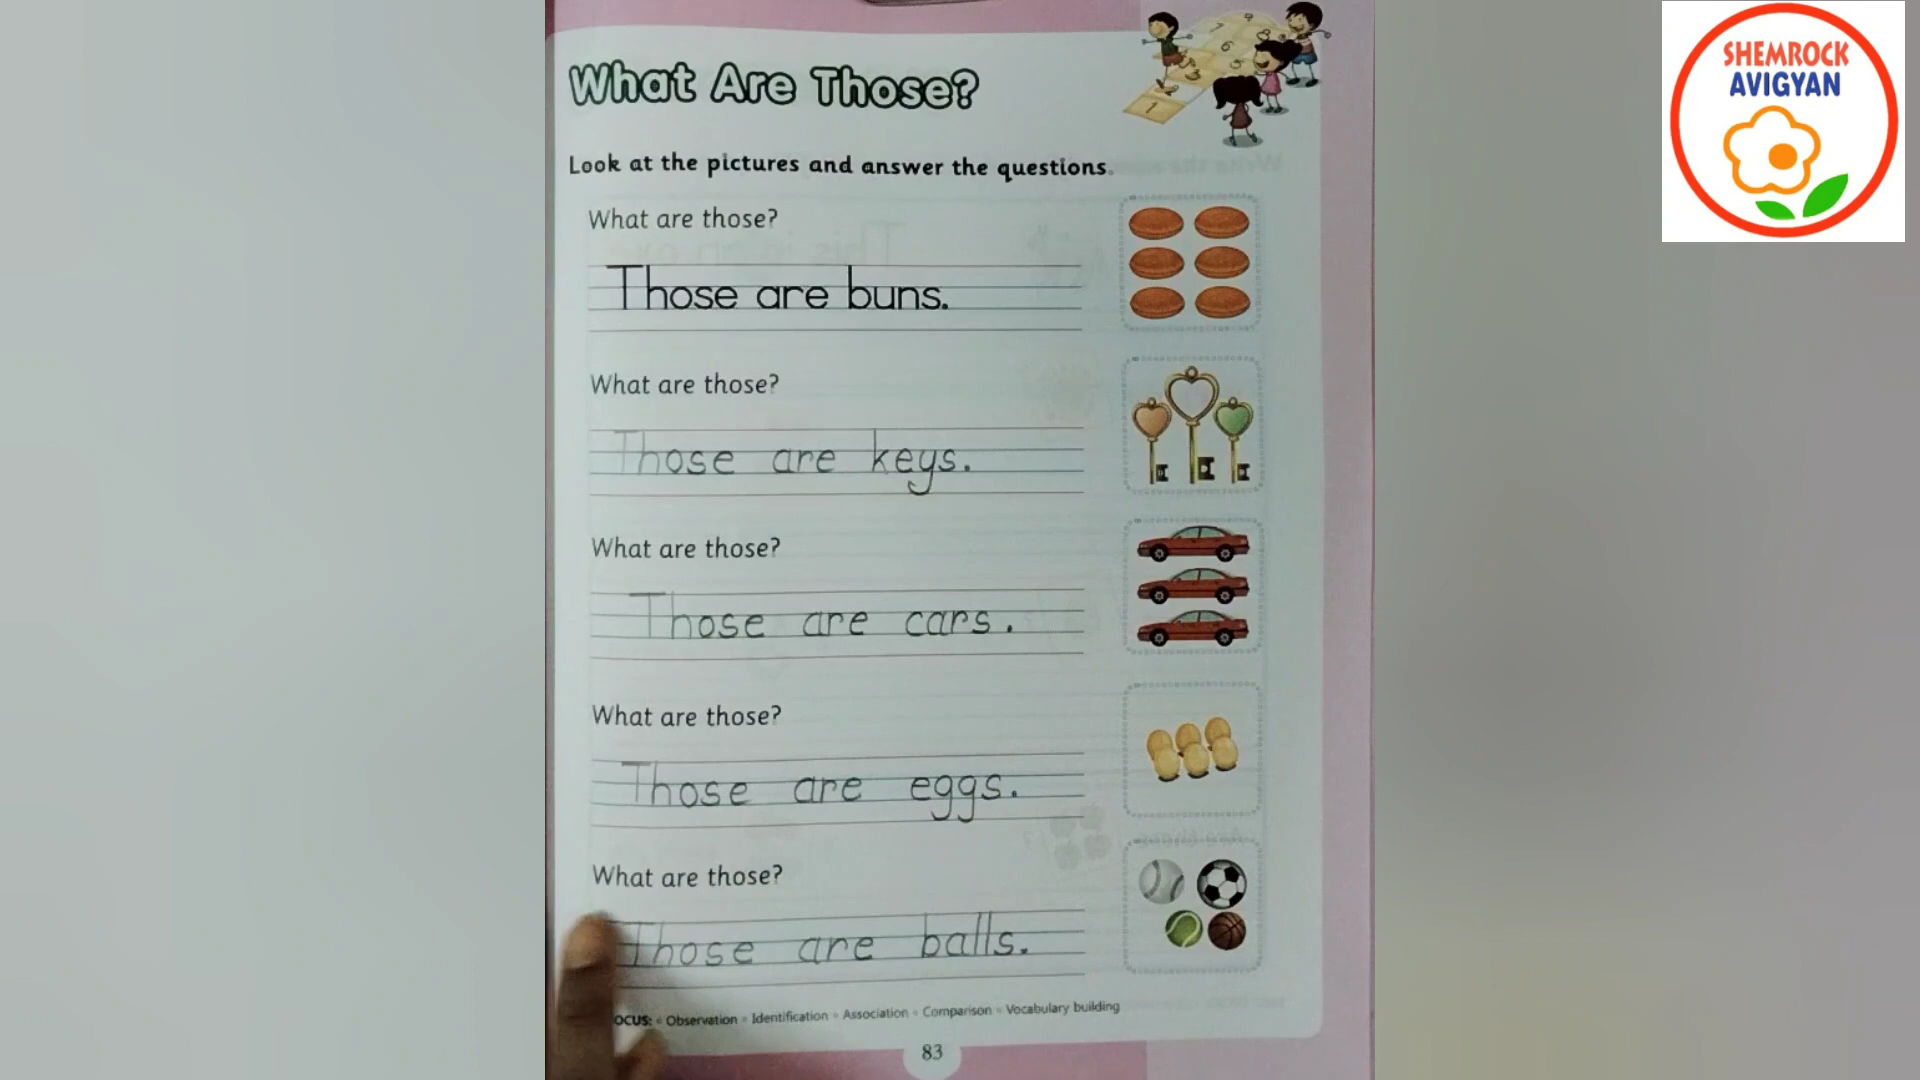 What Are Those?
SHEMROCK
AVIGYAN
Look at the pictures and answer the questions.
What are those?
Those are buns.
What are those?
Those are keys.
What are those?
Those are cars.
What are those?
Those are eggs.
What are those?
Those are balls.
OCUS: • Observation • Identification • Association • Comparison • Vocabulary building
83